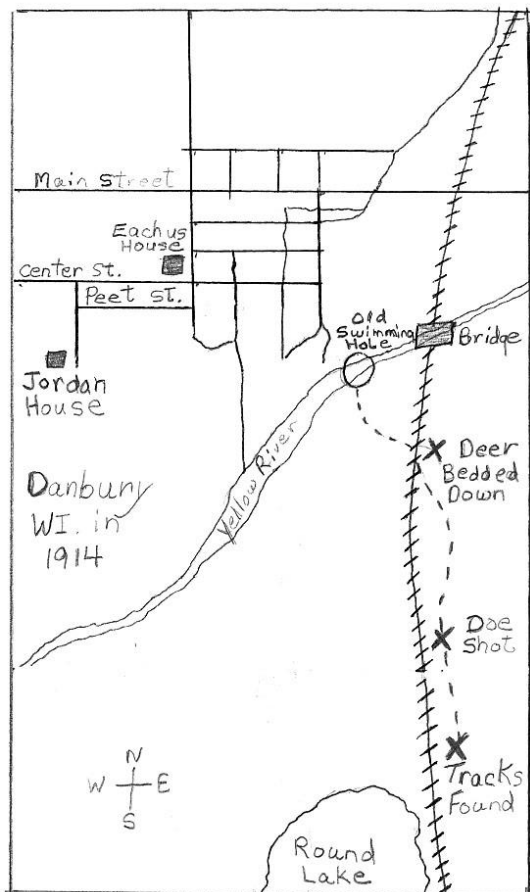 Main Street
Eachus
House
Center St.
Peet St.
Old
Swimming
Hole
Bridge
Jordan
House
Yellow River
Deer
Bedded
Down
Danbury
WI. in
1914
Doe
Shot
N
W E
S
Tracks
Found
Round
Lake